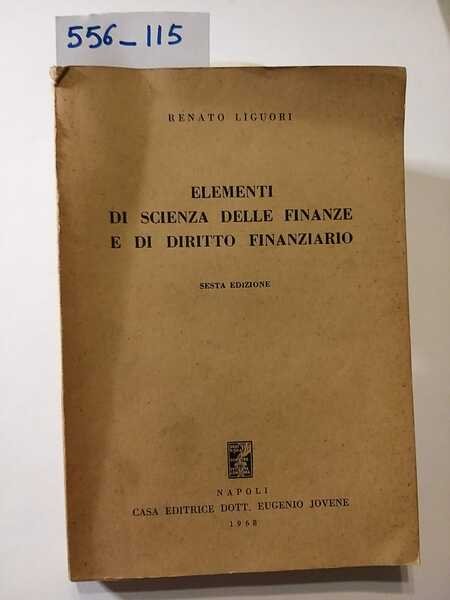 556_115
RENATO LIGUORI
ELEMENTI
DI SCIENZA DELLE FINANZE
E DI DIRITTO FINANZIARIO
SESTA EDIZIONE
NAPOLI
CASA EDITRICE DOTT. EUGENIO JOVENE
1968